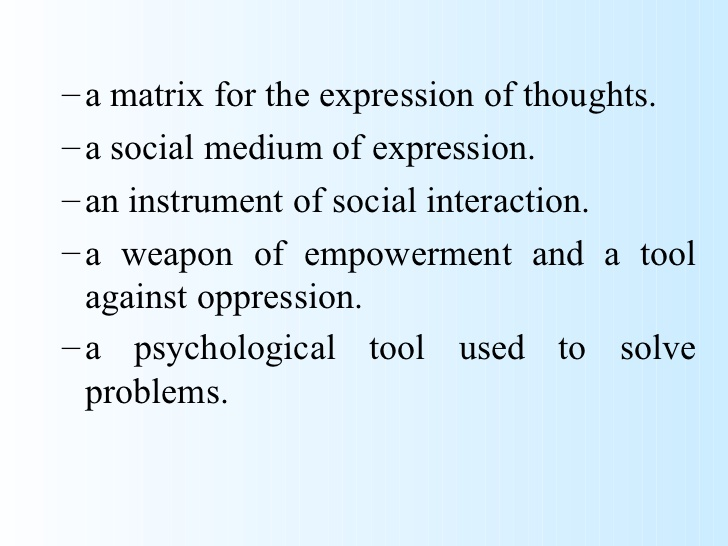 – a matrix for the expression of thoughts.
– a social medium of expression.
– an instrument of social interaction.
– a weapon of empowerment and a tool
against oppression.
– a psychological tool used to solve
problems.